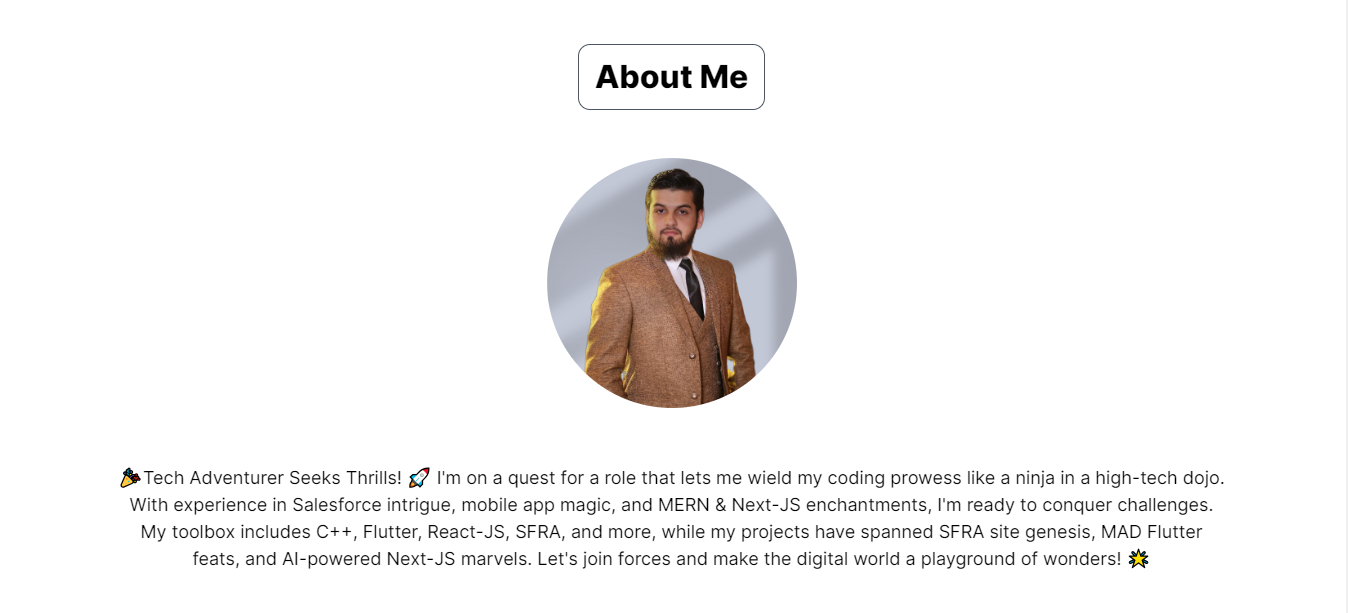 About Me
🎉Tech Adventurer Seeks Thrills! 🚀 I'm on a quest for a role that lets me wield my coding prowess like a ninja in a high-tech dojo.
With experience in Salesforce intrigue, mobile app magic, and MERN & Next-JS enchantments, I'm ready to conquer challenges.
My toolbox includes C++, Flutter, React-JS, SFRA, and more, while my projects have spanned SFRA site genesis, MAD Flutter
feats, and AI-powered Next-JS marvels. Let's join forces and make the digital world a playground of wonders! 🌟